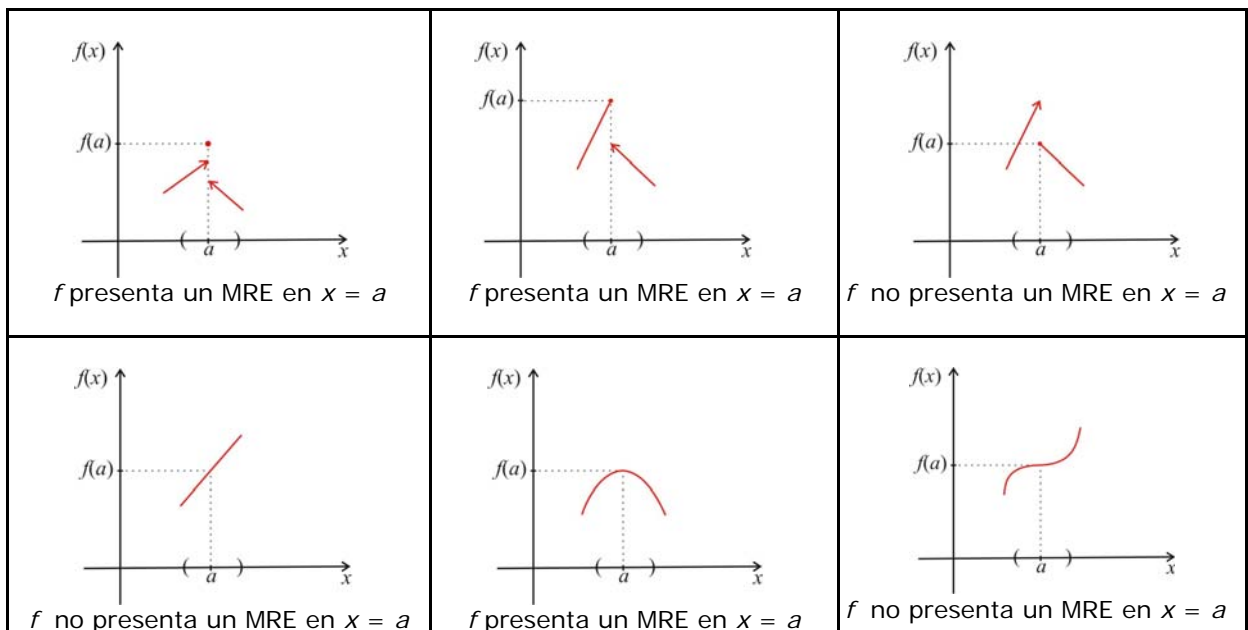 f(x)
f(a)
( a )
x
f presenta un MRE en x = a
f(x)
f(a)
( a )
x
f presenta un MRE en x = a
f(x)
f(a)
( a )
x
f no presenta un MRE en x = a
f(x)
f(a)
( a )
x
f no presenta un MRE en x = a
f(x)
f(a)
( a )
x
f presenta un MRE en x = a
f(x)
f(a)
( a )
x
f no presenta un MRE en x = a